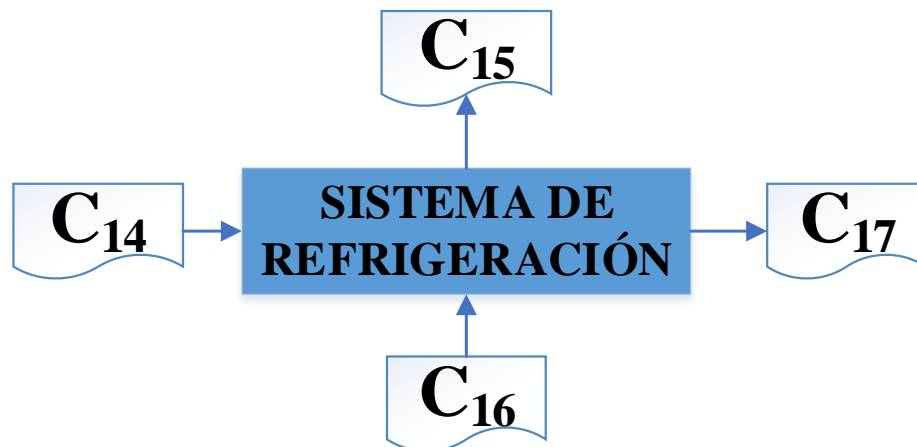 C15
C14
SISTEMA DE
REFRIGERACIÓN
C17
C16